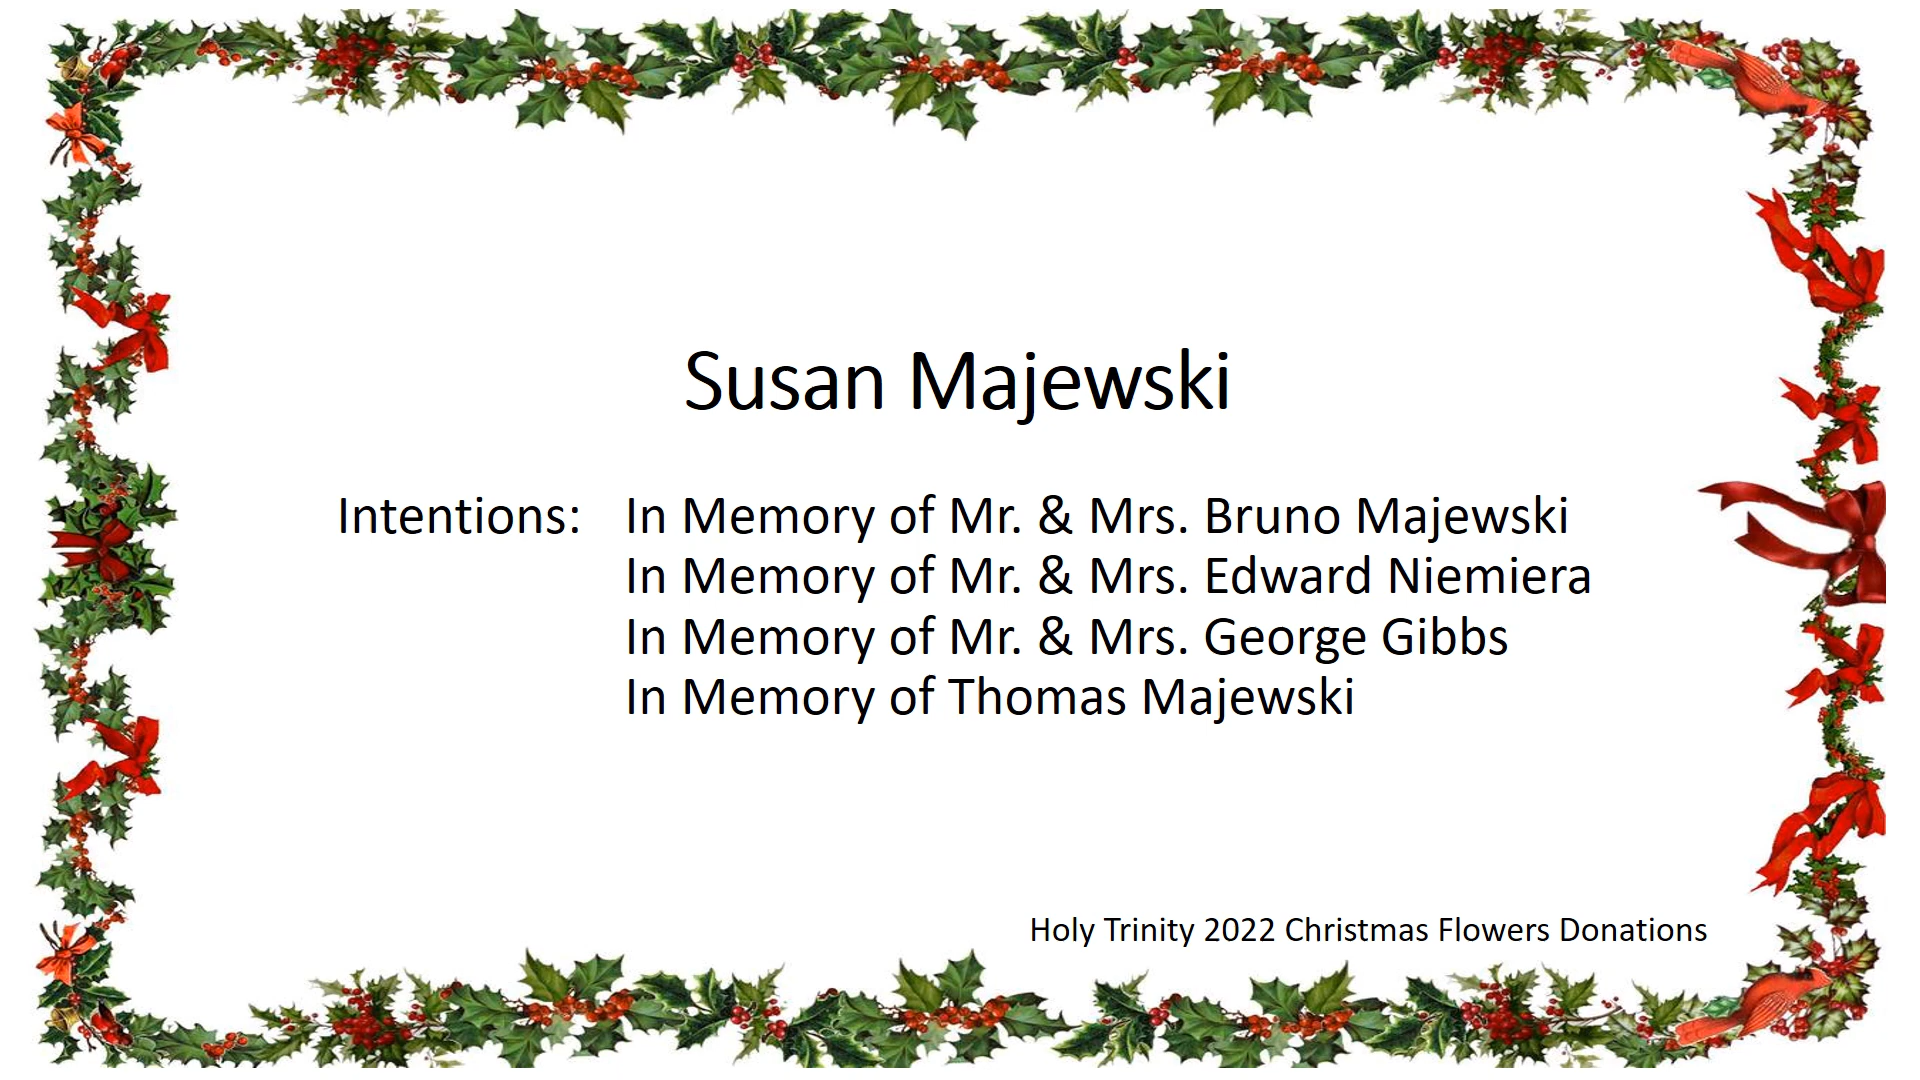 Susan Majewski
Intentions: In Memory of Mr. & Mrs. Bruno Majewski
In Memory of Mr. & Mrs. Edward Niemiera
In Memory of Mr. & Mrs. George Gibbs
In Memory of Thomas Majewski
Holy Trinity 2022 Christmas Flowers Donations